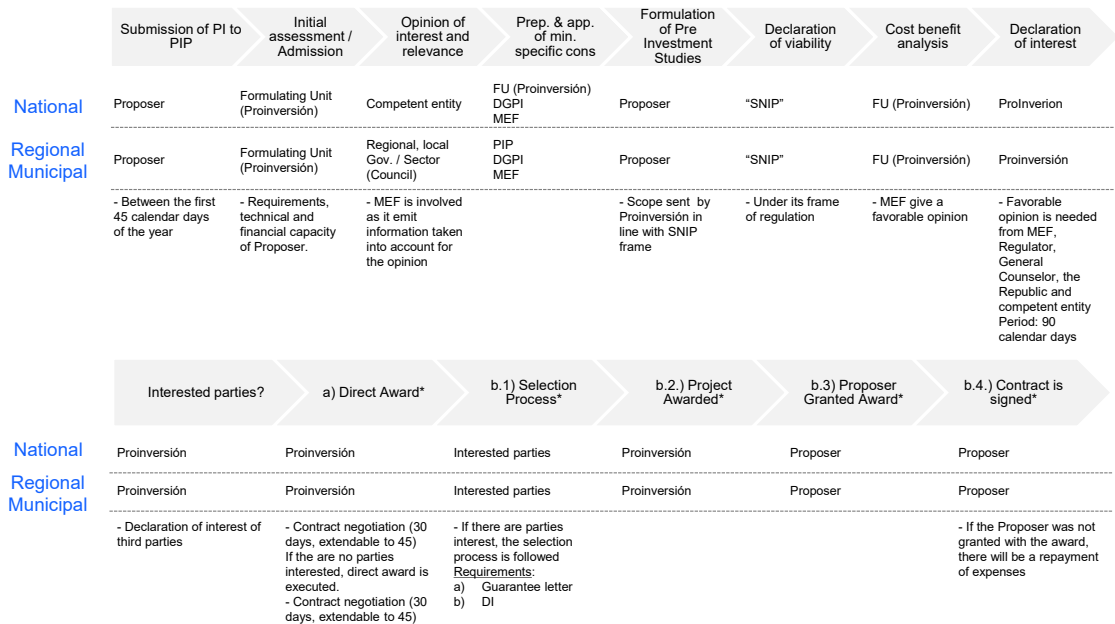 Submission of PI to
PIP
Initial
assessment /
Admission
Opinion of
interest and
relevance
Prep. & app.
of min.
specific cons
Formulation
of Pre
Investment
Studies
Declaration
of viability
Cost benefit
analysis
Declaration
of interest
National
Proposer
Formulating Unit
(Proinversión)
Competent entity
FU (Proinversión)
DGPI
MEF
Proposer
“SNIP”
FU (Proinversión)
ProInverion
Regional
Municipal
Proposer
Formulating Unit
(Proinversión)
Regional, local
Gov. / Sector
(Council)
PIP
DGPI
MEF
Proposer
“SNIP”
FU (Proinversión)
Proinversión
- Between the first
45 calendar days
of the year
- Requirements,
technical and
financial capacity
of Proposer.
- MEF is involved
as it emit
information taken
into account for
the opinion
- Scope sent by
Proinversión in
line with SNIP
frame
- Under its frame
of regulation
- MEF give a
favorable opinion
- Favorable
opinion is needed
from MEF,
Regulator,
General
Counselor, the
Republic and
competent entity
Period: 90
calendar days
Interested parties?
a) Direct Award*
b.1) Selection
Process*
b.2.) Project
Awarded*
b.3) Proposer
Granted Award*
b.4.) Contract is
signed*
National
Proinversión
Proinversión
Interested parties
Proinversión
Proposer
Proposer
Regional
Municipal
Proinversión
Proinversión
Interested parties
Proinversión
Proposer
Proposer
- Declaration of interest of
third parties
- Contract negotiation (30
days, extendable to 45)
If the are no parties
interested, direct award is
executed.
- Contract negotiation (30
days, extendable to 45)
- If there are parties
interest, the selection
process is followed
Requirements:
a) Guarantee letter
b) DI
- If the Proposer was not
granted with the award,
there will be a repayment
of expenses